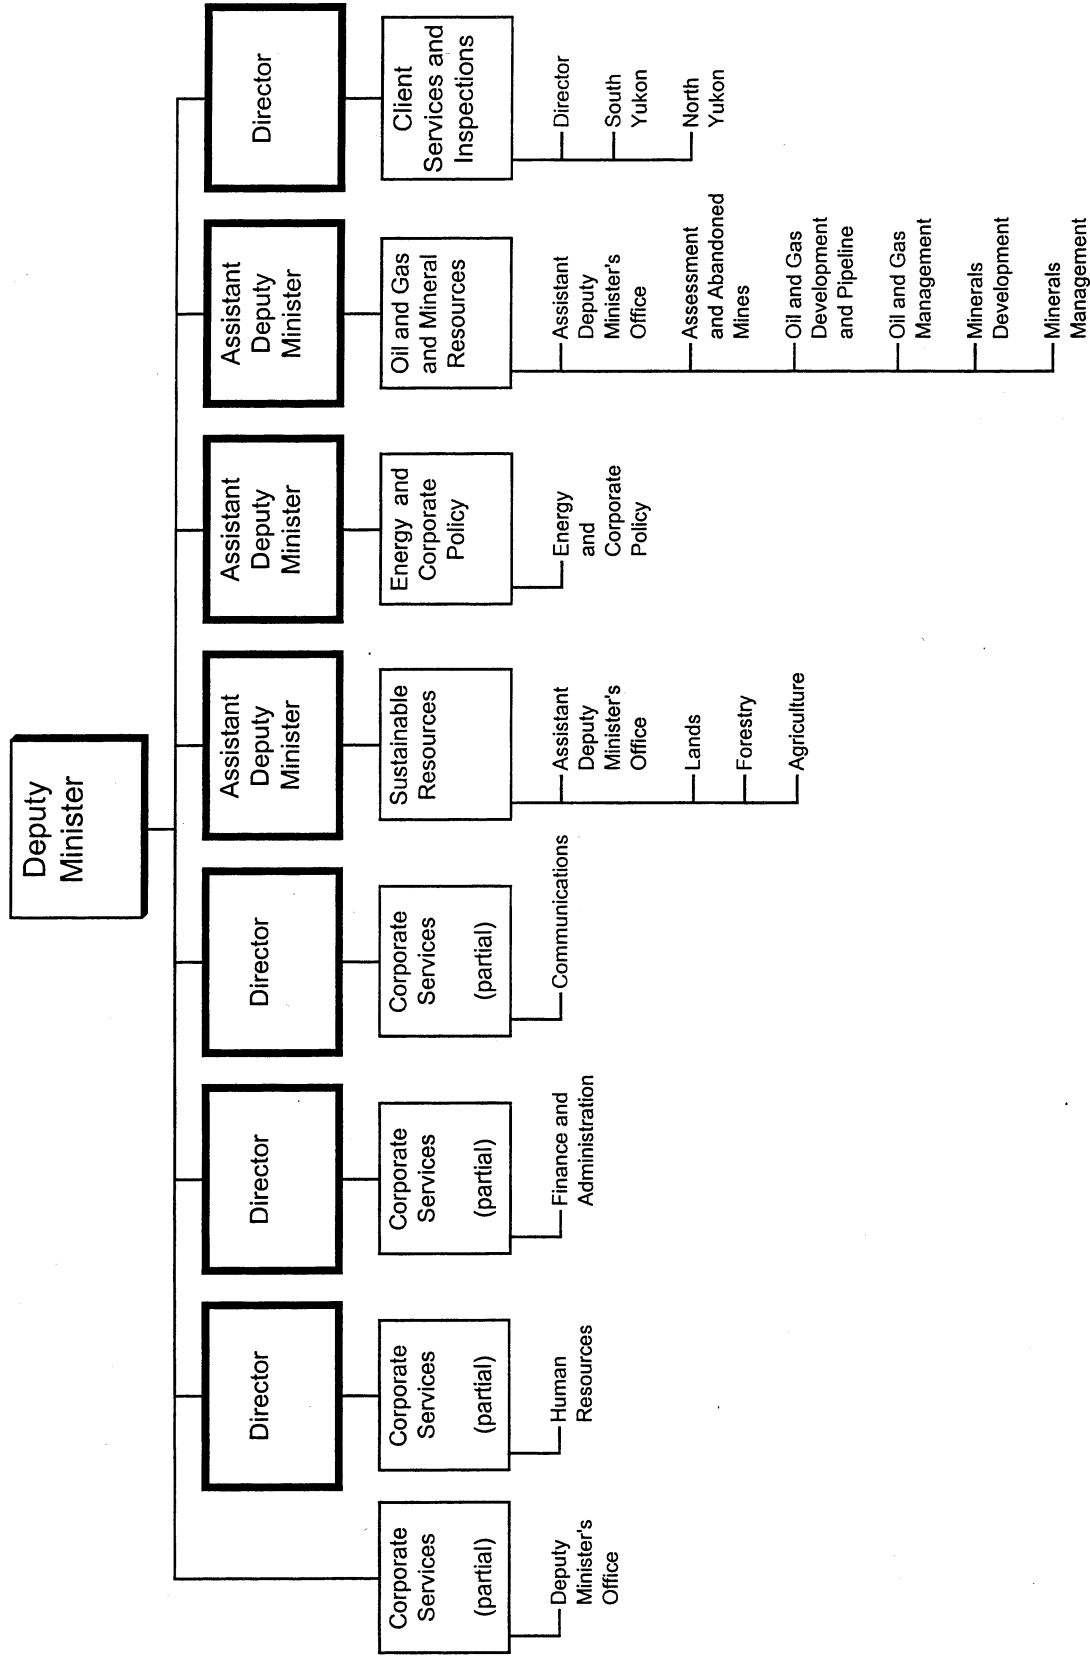 Deputy
Minister
Director
Director
Director
Assistant
Deputy
Minister
Assistant
Deputy
Minister
Assistant
Deputy
Minister
Director
Corporate
Services
(partial)
Corporate
Services
(partial)
Corporate
Services
(partial)
Corporate
Services
(partial)
Sustainable
Resources
Energy and
Corporate
Policy
Oil and Gas
and Mineral
Resources
Client
Services and
Inspections
Deputy
Minister's
Office
Human
Resources
Finance and
Administration
Communications
Assistant
Deputy
Minister's
Office
Lands
Forestry
Agriculture
Energy
and
Corporate
Policy
Assistant
Deputy
Minister's
Office
Assessment
and Abandoned
Mines
Oil and Gas
Development
and Pipeline
Oil and Gas
Management
Minerals
Development
Minerals
Management
Director
South
Yukon
North
Yukon